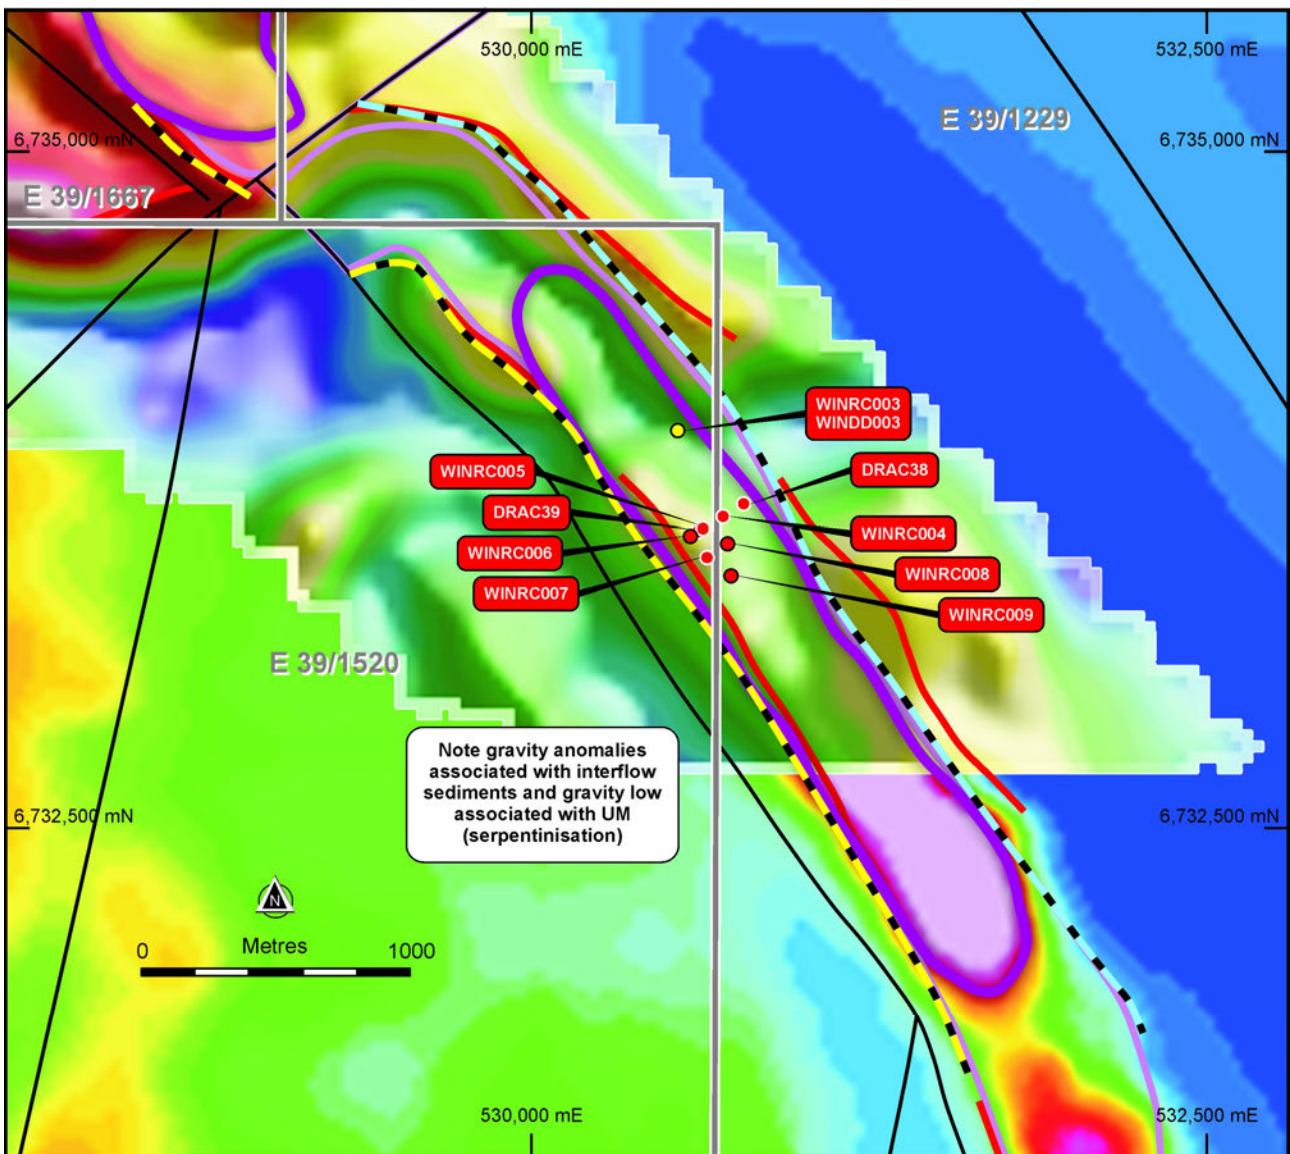 530,000 mE
532,500 mE
E 39/1229
6,735,000 mN
6,735,000 mN
E 39/1667
WINRC003
WINDD003
WINRC005
DRAC38
DRAC39
WINRC004
WINRC006
WINRC008
WINRC007
WINRC009
E 39/1520
Note gravity anomalies
associated with interflow
sediments and gravity low
associated with UM
(serpentinisation)
6,732,500 mN
6,732,500 mN
N
Metres
0
1000
530,000 mE
532,500 mE